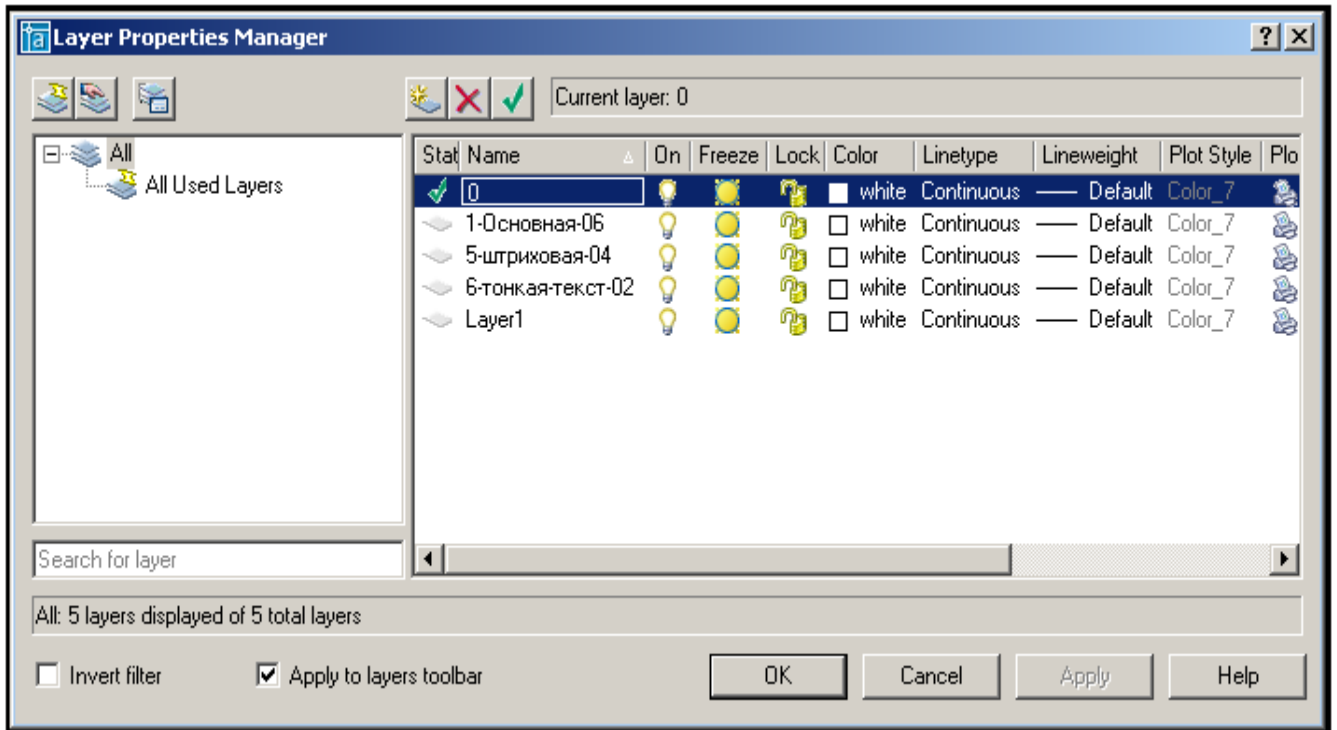 Layer Properties Manager
Current layer: 0
All
All Used Layers
Search for layer
Stat Name On Freeze Lock Color Linetype Lineweight Plot Style Plo
0 white Continuous Default Color_7
1-Основная-06 white Continuous Default Color_7
5-штриховая-04 white Continuous Default Color_7
6-тонкая-текст-02 white Continuous Default Color_7
Layer1 white Continuous Default Color_7
All: 5 layers displayed of 5 total layers
Invert filter Apply to layers toolbar OK Cancel Apply Help